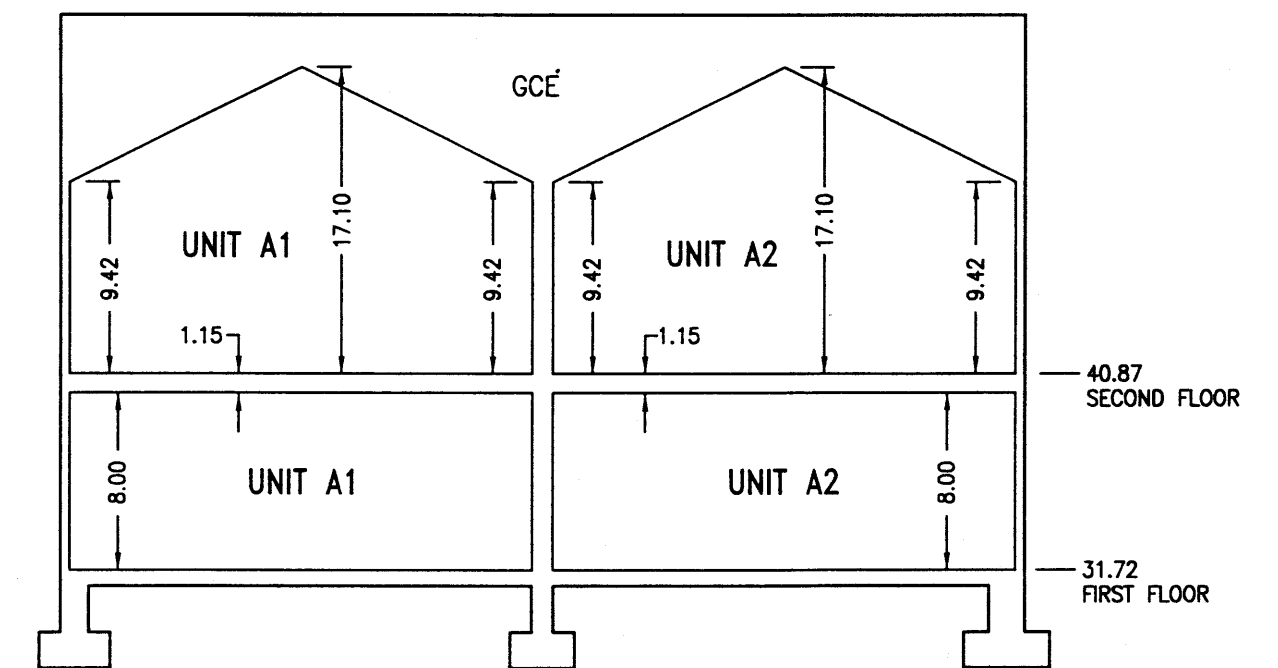 GCE
17.10
17.10
UNIT A1
UNIT A2
9.42
9.42
9.42
9.42
1.15
1.15
40.87
SECOND FLOOR
8.00
UNIT A1
UNIT A2
8.00
31.72
FIRST FLOOR